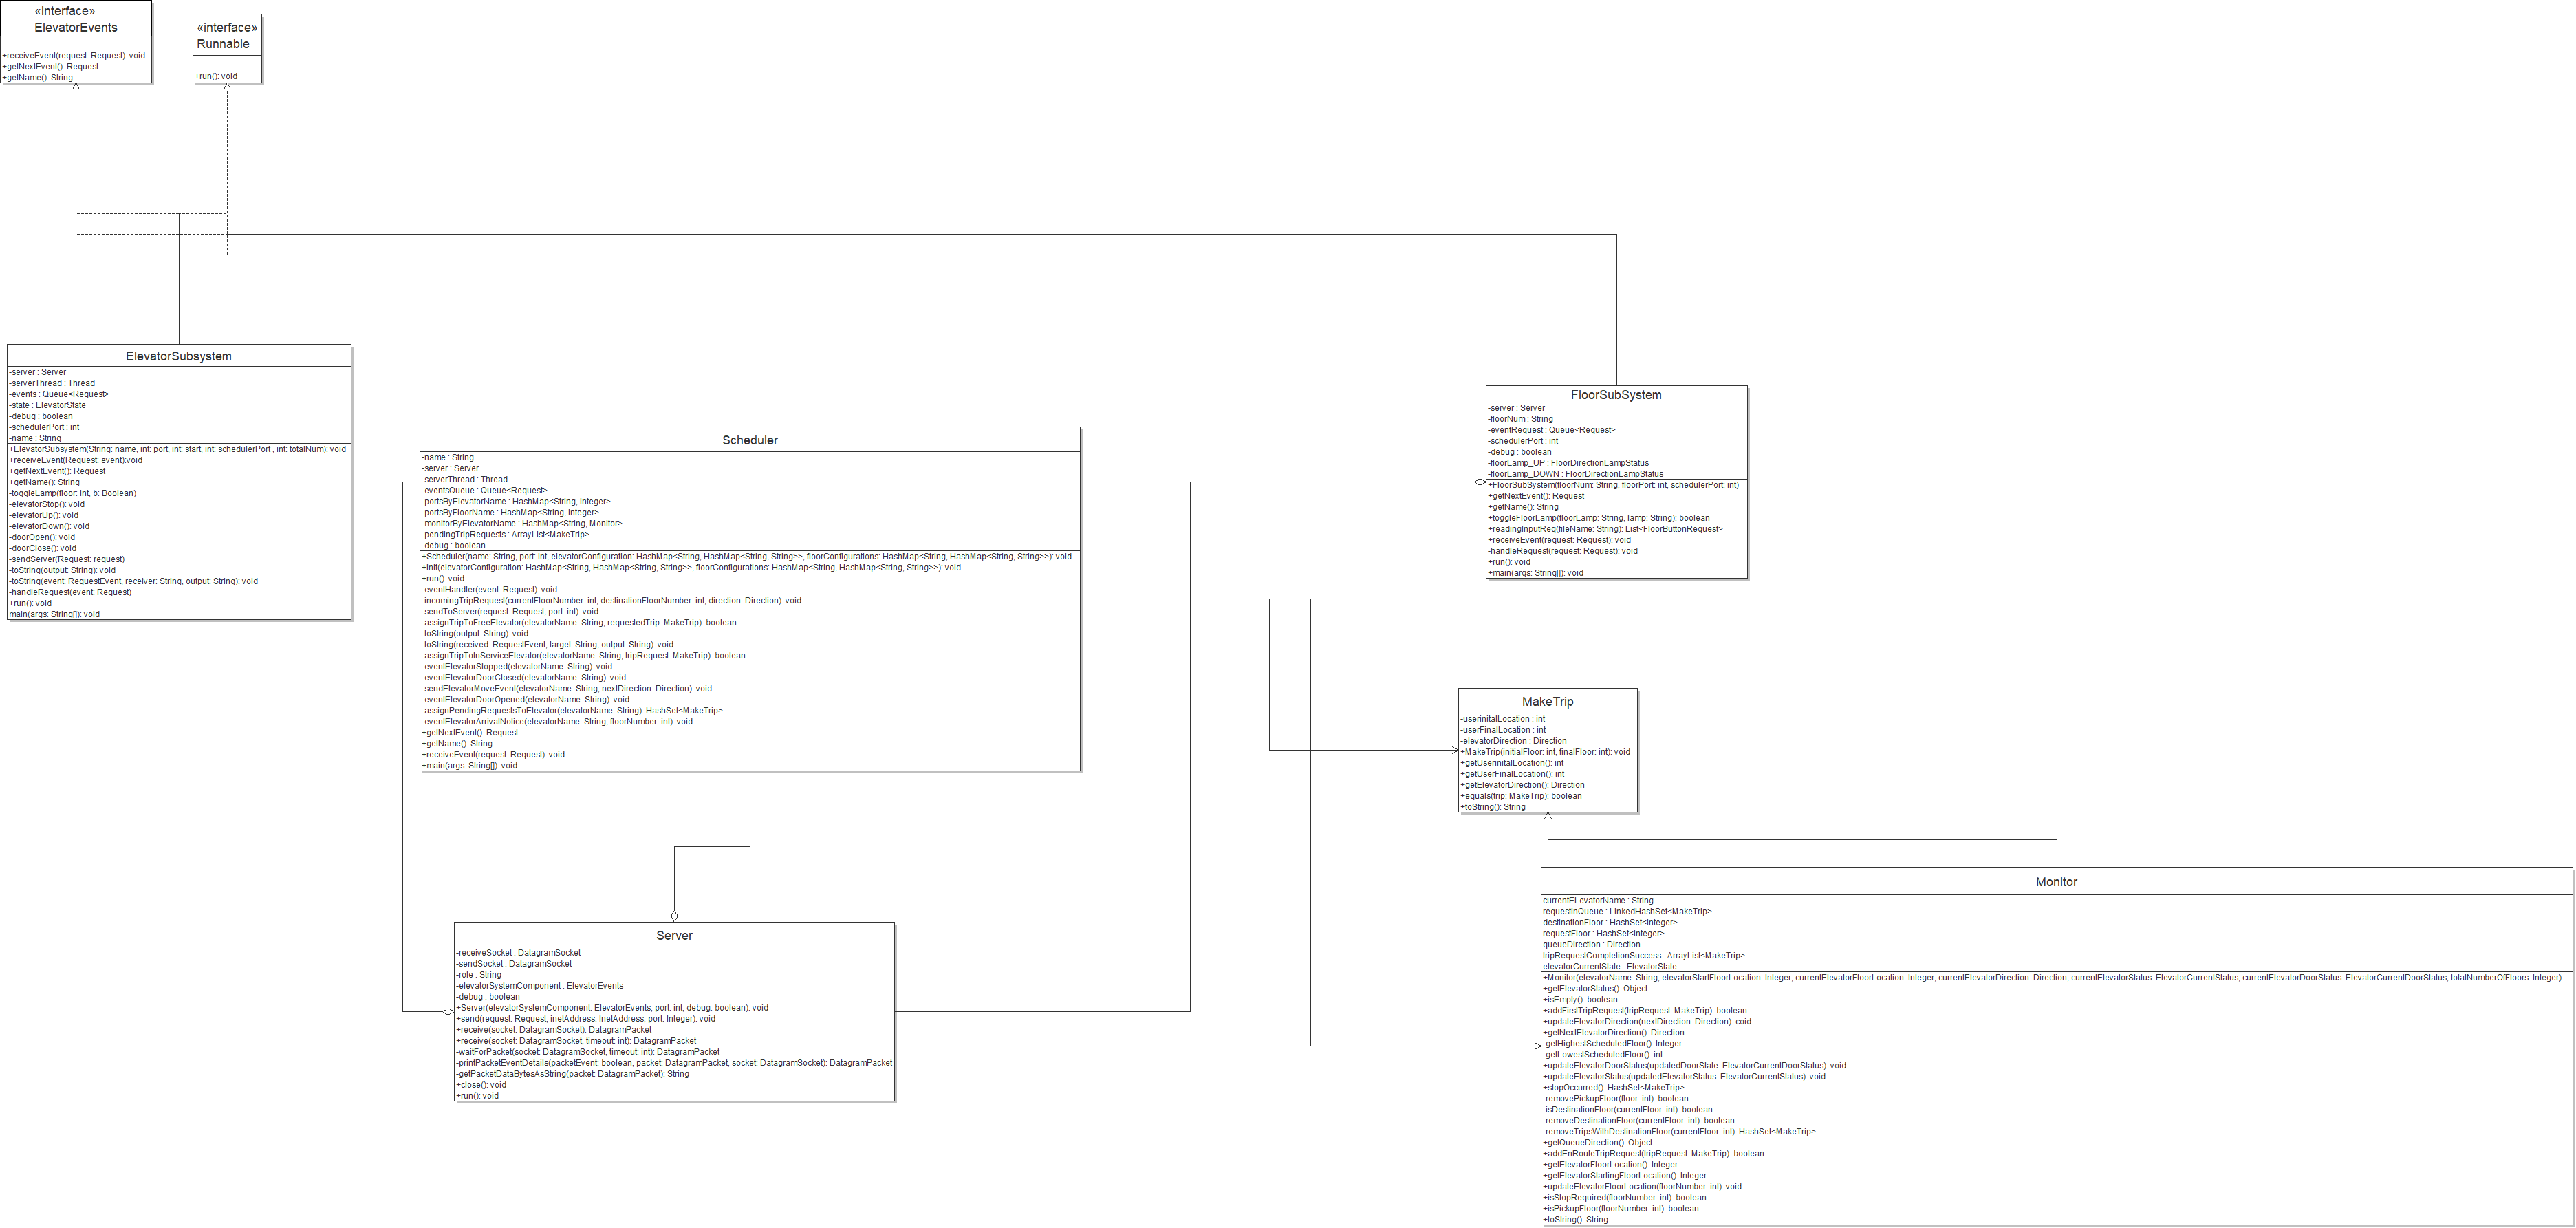 «interface»
ElevatorEvents
+receiveEvent(request: Request): void
+getNextEvent(): Request
+getName(): String
«interface»
Runnable
+run(): void
ElevatorSubsystem
-server : Server
-serverThread : Thread
-events : Queue<Request>
-state : ElevatorState
-debug : boolean
-schedulerPort : int
-name : String
+ElevatorSubsystem(String: name, int: port, int: start, int: schedulerPort , int: totalNum): void
+receiveEvent(Request: event):void
+getNextEvent(): Request
+getName(): String
-toggleLamp(floor: int, b: Boolean)
-elevatorStop(): void
-elevatorUp(): void
-elevatorDown(): void
-doorOpen(): void
-doorClose(): void
-sendServer(Request: request)
-toString(output: String): void
-toString(event: RequestEvent, receiver: String, output: String): void
-handleRequest(event: Request)
+run(): void
main(args: String[]): void
Scheduler
-name : String
-server : Server
-serverThread : Thread
-eventsQueue : Queue<Request>
-portsByElevatorName : HashMap<String, Integer>
-portsByFloorName : HashMap<String, Integer>
-monitorByElevatorName : HashMap<String, Monitor>
-pendingTripRequests : ArrayList<MakeTrip>
-debug : boolean
+Scheduler(name: String, port: int, elevatorConfiguration: HashMap<String, HashMap<String, String>>, floorConfigurations: HashMap<String, HashMap<String, String>>): void
+init(elevatorConfiguration: HashMap<String, HashMap<String, String>>, floorConfigurations: HashMap<String, HashMap<String, String>>): void
+run(): void
-eventHandler(event: Request): void
-incomingTripRequest(currentFloorNumber: int, destinationFloorNumber: int, direction: Direction): void
-sendToServer(request: Request, port: int): void
-assignTripToFreeElevator(elevatorName: String, requestedTrip: MakeTrip): boolean
-toString(output: String): void
-toString(received: RequestEvent, target: String, output: String): void
-assignTripToInServiceElevator(elevatorName: String, tripRequest: MakeTrip): boolean
-eventElevatorStopped(elevatorName: String): void
-eventElevatorDoorClosed(elevatorName: String): void
-sendElevatorMoveEvent(elevatorName: String, nextDirection: Direction): void
-eventElevatorDoorOpened(elevatorName: String): void
-assignPendingRequestsToElevator(elevatorName: String): HashSet<MakeTrip>
-eventElevatorArrivalNotice(elevatorName: String, floorNumber: int): void
+getNextEvent(): Request
+getName(): String
+receiveEvent(request: Request): void
+main(args: String[]): void
FloorSubSystem
-server : Server
-floorNum : String
-eventRequest : Queue<Request>
-schedulerPort : int
-debug : boolean
-floorLamp_UP : FloorDirectionLampStatus
-floorLamp_DOWN : FloorDirectionLampStatus
+FloorSubSystem(floorNum: String, floorPort: int, schedulerPort: int)
+getNextEvent(): Request
+getName(): String
+toggleFloorLamp(floorLamp: String, lamp: String): boolean
+readingInputReq(fileName: String): List<FloorButtonRequest>
+receiveEvent(request: Request): void
-handleRequest(request: Request): void
+run(): void
+main(args: String[]): void
MakeTrip
-userinitalLocation : int
-userFinalLocation : int
-elevatorDirection : Direction
+MakeTrip(initialFloor: int, finalFloor: int): void
+getUserinitalLocation(): int
+getUserFinalLocation(): int
+getElevatorDirection(): Direction
+equals(trip: MakeTrip): boolean
+toString(): String
Server
-receiveSocket : DatagramSocket
-sendSocket : DatagramSocket
-role : String
-elevatorSystemComponent : ElevatorEvents
-debug : boolean
+Server(elevatorSystemComponent: ElevatorEvents, port: int, debug: boolean): void
+send(request: Request, inetAddress: InetAddress, port: Integer): void
+receive(socket: DatagramSocket): DatagramPacket
+receive(socket: DatagramSocket, timeout: int): DatagramPacket
-waitForPacket(socket: DatagramSocket, timeout: int): DatagramPacket
-printPacketEventDetails(packetEvent: boolean, packet: DatagramPacket, socket: DatagramSocket): DatagramPacket
-getPacketDataBytesAsString(packet: DatagramPacket): String
+close(): void
+run(): void
Monitor
currentELevatorName : String
requestInQueue : LinkedHashSet<MakeTrip>
destinationFloor : HashSet<Integer>
requestFloor : HashSet<Integer>
queueDirection : Direction
tripRequestCompletionSuccess : ArrayList<MakeTrip>
elevatorCurrentState : ElevatorState
+Monitor(elevatorName: String, elevatorStartFloorLocation: Integer, currentElevatorFloorLocation: Integer, currentElevatorDirection: Direction, currentElevatorStatus: ElevatorCurrentStatus, currentElevatorDoorStatus: ElevatorCurrentDoorStatus, totalNumberOfFloors: Integer)
+getElevatorStatus(): Object
+isEmpty(): boolean
+addFirstTripRequest(tripRequest: MakeTrip): boolean
+updateElevatorDirection(nextDirection: Direction): coid
+getNextElevatorDirection(): Direction
-getHighestScheduledFloor(): Integer
-getLowestScheduledFloor(): int
+updateElevatorDoorStatus(updatedDoorState: ElevatorCurrentDoorStatus): void
+updateElevatorStatus(updatedElevatorStatus: ElevatorCurrentStatus): void
+stopOccurred(): HashSet<MakeTrip>
-removePickupFloor(floor: int): boolean
-isDestinationFloor(currentFloor: int): boolean
-removeDestinationFloor(currentFloor: int): boolean
-removeTripsWithDestinationFloor(currentFloor: int): HashSet<MakeTrip>
+getQueueDirection(): Object
+addEnRouteTripRequest(tripRequest: MakeTrip): boolean
+getElevatorFloorLocation(): Integer
+getElevatorStartingFloorLocation(): Integer
+updateElevatorFloorLocation(floorNumber: int): void
+isStopRequired(floorNumber: int): boolean
+isPickupFloor(floorNumber: int): boolean
+toString(): String